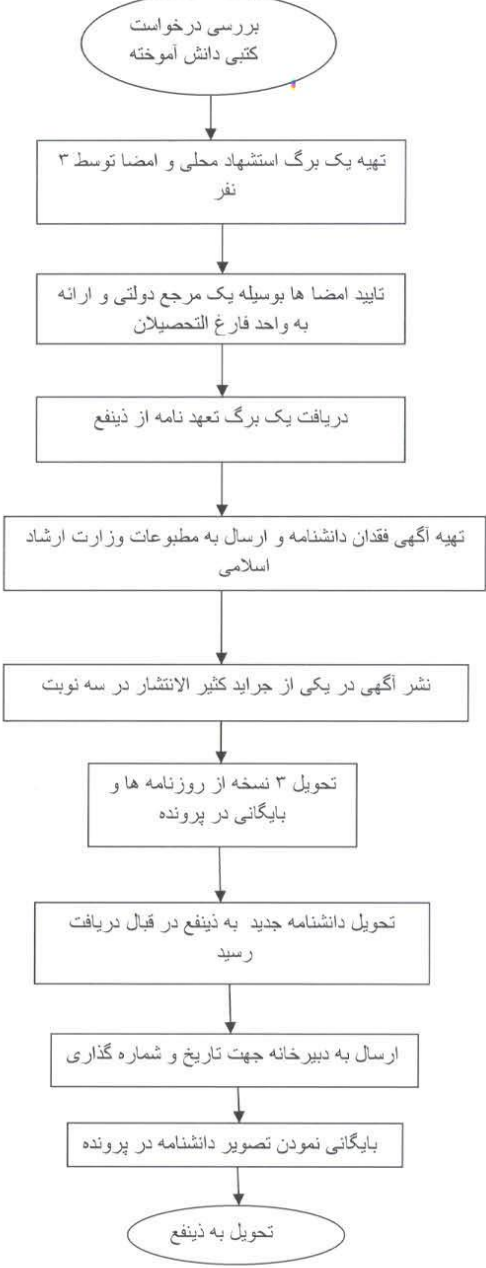 بررسی درخواست
کتبی دانش آموخته
تهیه یک برگ استشهاد محلی و امضا توسط ۳
نفر
تایید امضا ها بوسیله یک مرجع دولتی و ارائه
به واحد فارغ التحصیلان
دریافت یک برگ تعهد نامه از ذینفع
تهیه آگهی فقدان دانشنامه و ارسال به مطبوعات وزارت ارشاد
اسلامی
نشر آگهی در یکی از جراید کثیر الانتشار در سه نوبت
تحویل ۳ نسخه از روزنامه ها و
بایگانی در پرونده
تحویل دانشنامه جدید به ذینفع در قبال دریافت
رسید
ارسال به دبیرخانه جهت تاریخ و شماره گذاری
بایگانی نمودن تصویر دانشنامه در پرونده
تحویل به ذینفع